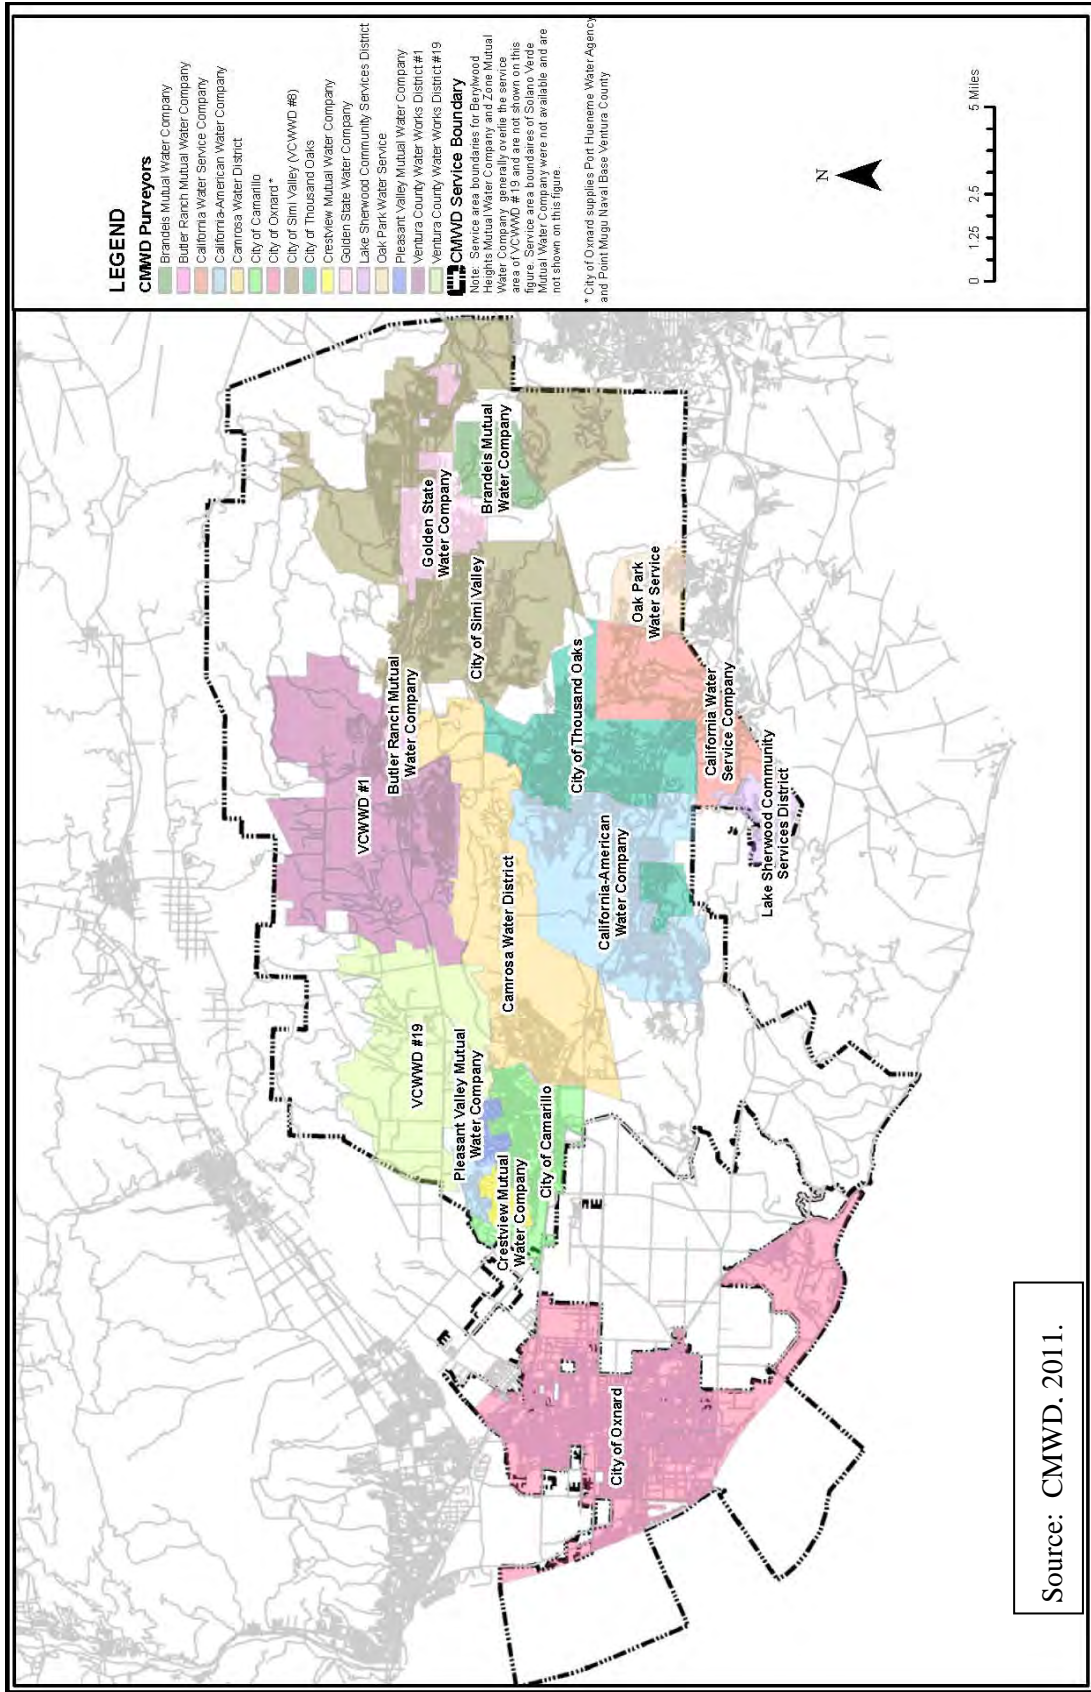 LEGEND
CMWD Purveyors
Brandeis Mutual Water Company
Butler Ranch Mutual Water Company
California Water Service Company
California-American Water Company
Camrosa Water District
City of Camarillo
City of Oxnard*
City of Simi Valley (VCWWD #8)
City of Thousand Oaks
Crestview Mutual Water Company
Golden State Water Company
Lake Sherwood Community Services District
Oak Park Water Service
Pleasant Valley Mutual Water Company
Ventura County Water Works District #1
Ventura County Water Works District #19
CMWD Service Boundary
Note: Service area boundaries for Berylwood
Heights Mutual Water Company and Zone Mutual
Water Company generally overlie the service
area of VCWWD #19 and are not shown on this
figure. Service area boundaires of Solano Verde
Mutual Water Company were not available and are
not shown on this figure.
* City of Oxnard supplies Port Hueneme Water Agency
and Point Mugu Naval Base Ventura County
N
0 1.25 2.5 5 Miles
Golden State
Water Company
Brandeis Mutual
Water Company
City of Simi Valley
Oak Park
Water Service
VCWWD #1
Butler Ranch Mutual
Water Company
City of Thousand Oaks
California Water
Service Company
Lake Sherwood Community
Services District
California-American
Water Company
Camrosa Water District
VCWWD #19
Pleasant Valley Mutual
Water Company
Crestview Mutual
Water Company
City of Camarillo
City of Oxnard
Source: CMWD. 2011.